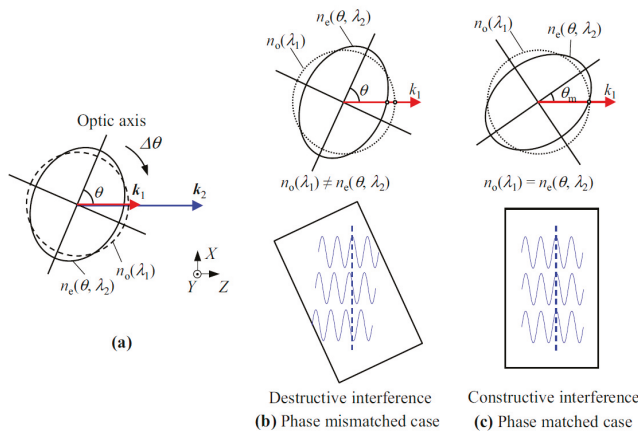 Optic axis
Δθ
θ
k₁
k₂
nₑ(θ, λ₂)
nₒ(λ₁)
X
Y
Z
(a)
nₒ(λ₁)
nₑ(θ, λ₂)
θ
k₁
nₒ(λ₁) ≠ nₑ(θ, λ₂)
Destructive interference
(b) Phase mismatched case
nₒ(λ₁)
nₑ(θ, λ₂)
θₘ
k₁
nₒ(λ₁) = nₑ(θ, λ₂)
Constructive interference
(c) Phase matched case